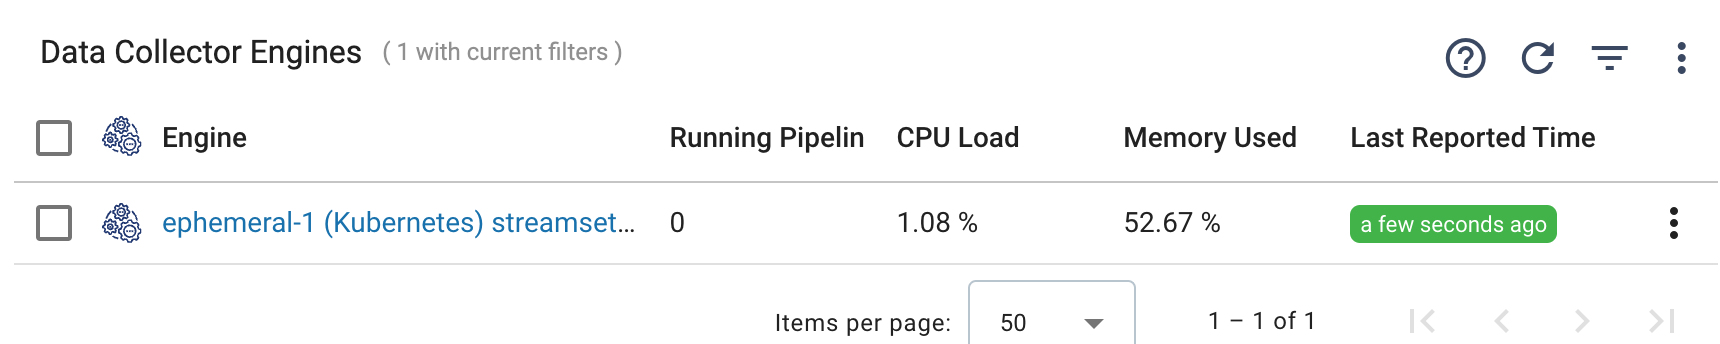 Data Collector Engines ( 1 with current filters )
Engine Running Pipelin CPU Load Memory Used Last Reported Time
ephemeral-1 (Kubernetes) streamset... 0 1.08 % 52.67 % a few seconds ago
Items per page: 50 1 – 1 of 1